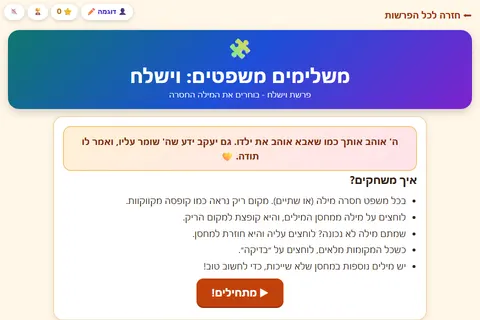 ➡ חזרה לכל הפרשות
👤 דוגמה ✏️
⭐ 0
משלימים משפטים: וישלח
פרשת וישלח - בוחרים את המילה החסרה
ה' אוהב אותך כמו שאבא אוהב את ילדו. גם יעקב ידע שה' שומר עליו, ואמר לו
תודה. 💛
איך משחקים?
• בכל משפט חסרה מילה (או שתיים). מקום ריק נראה כמו קופסה מקווקוות.
• לוחצים על מילה ממחסן המילים, והיא קופצת למקום הריק.
• שמתם מילה לא נכונה? לוחצים עליה והיא חוזרת למחסן.
• כשכל המקומות מלאים, לוחצים על "בדיקה".
• יש מילים נוספות במחסן שלא שייכות, כדי לחשוב טוב!
▶ מתחילים!